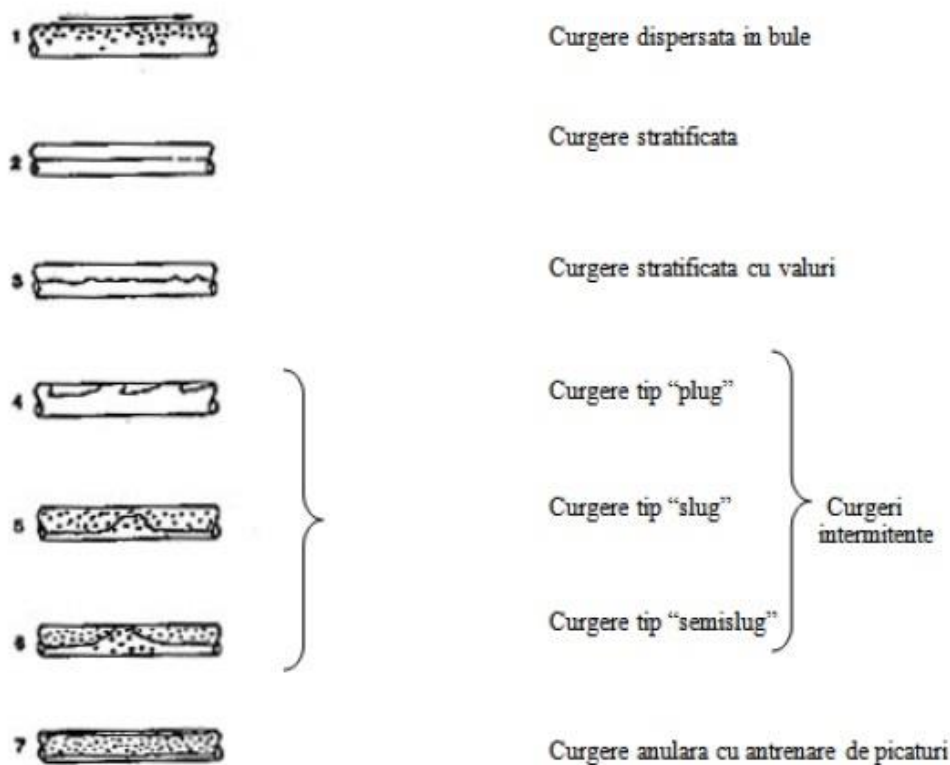 1 Curgere dispersata in bule
2 Curgere stratificata
3 Curgere stratificata cu valuri
4 Curgere tip “plug”
5 Curgere tip “slug”
Curgeri
intermitente
6 Curgere tip “semislug”
7 Curgere anulara cu antrenare de picaturi